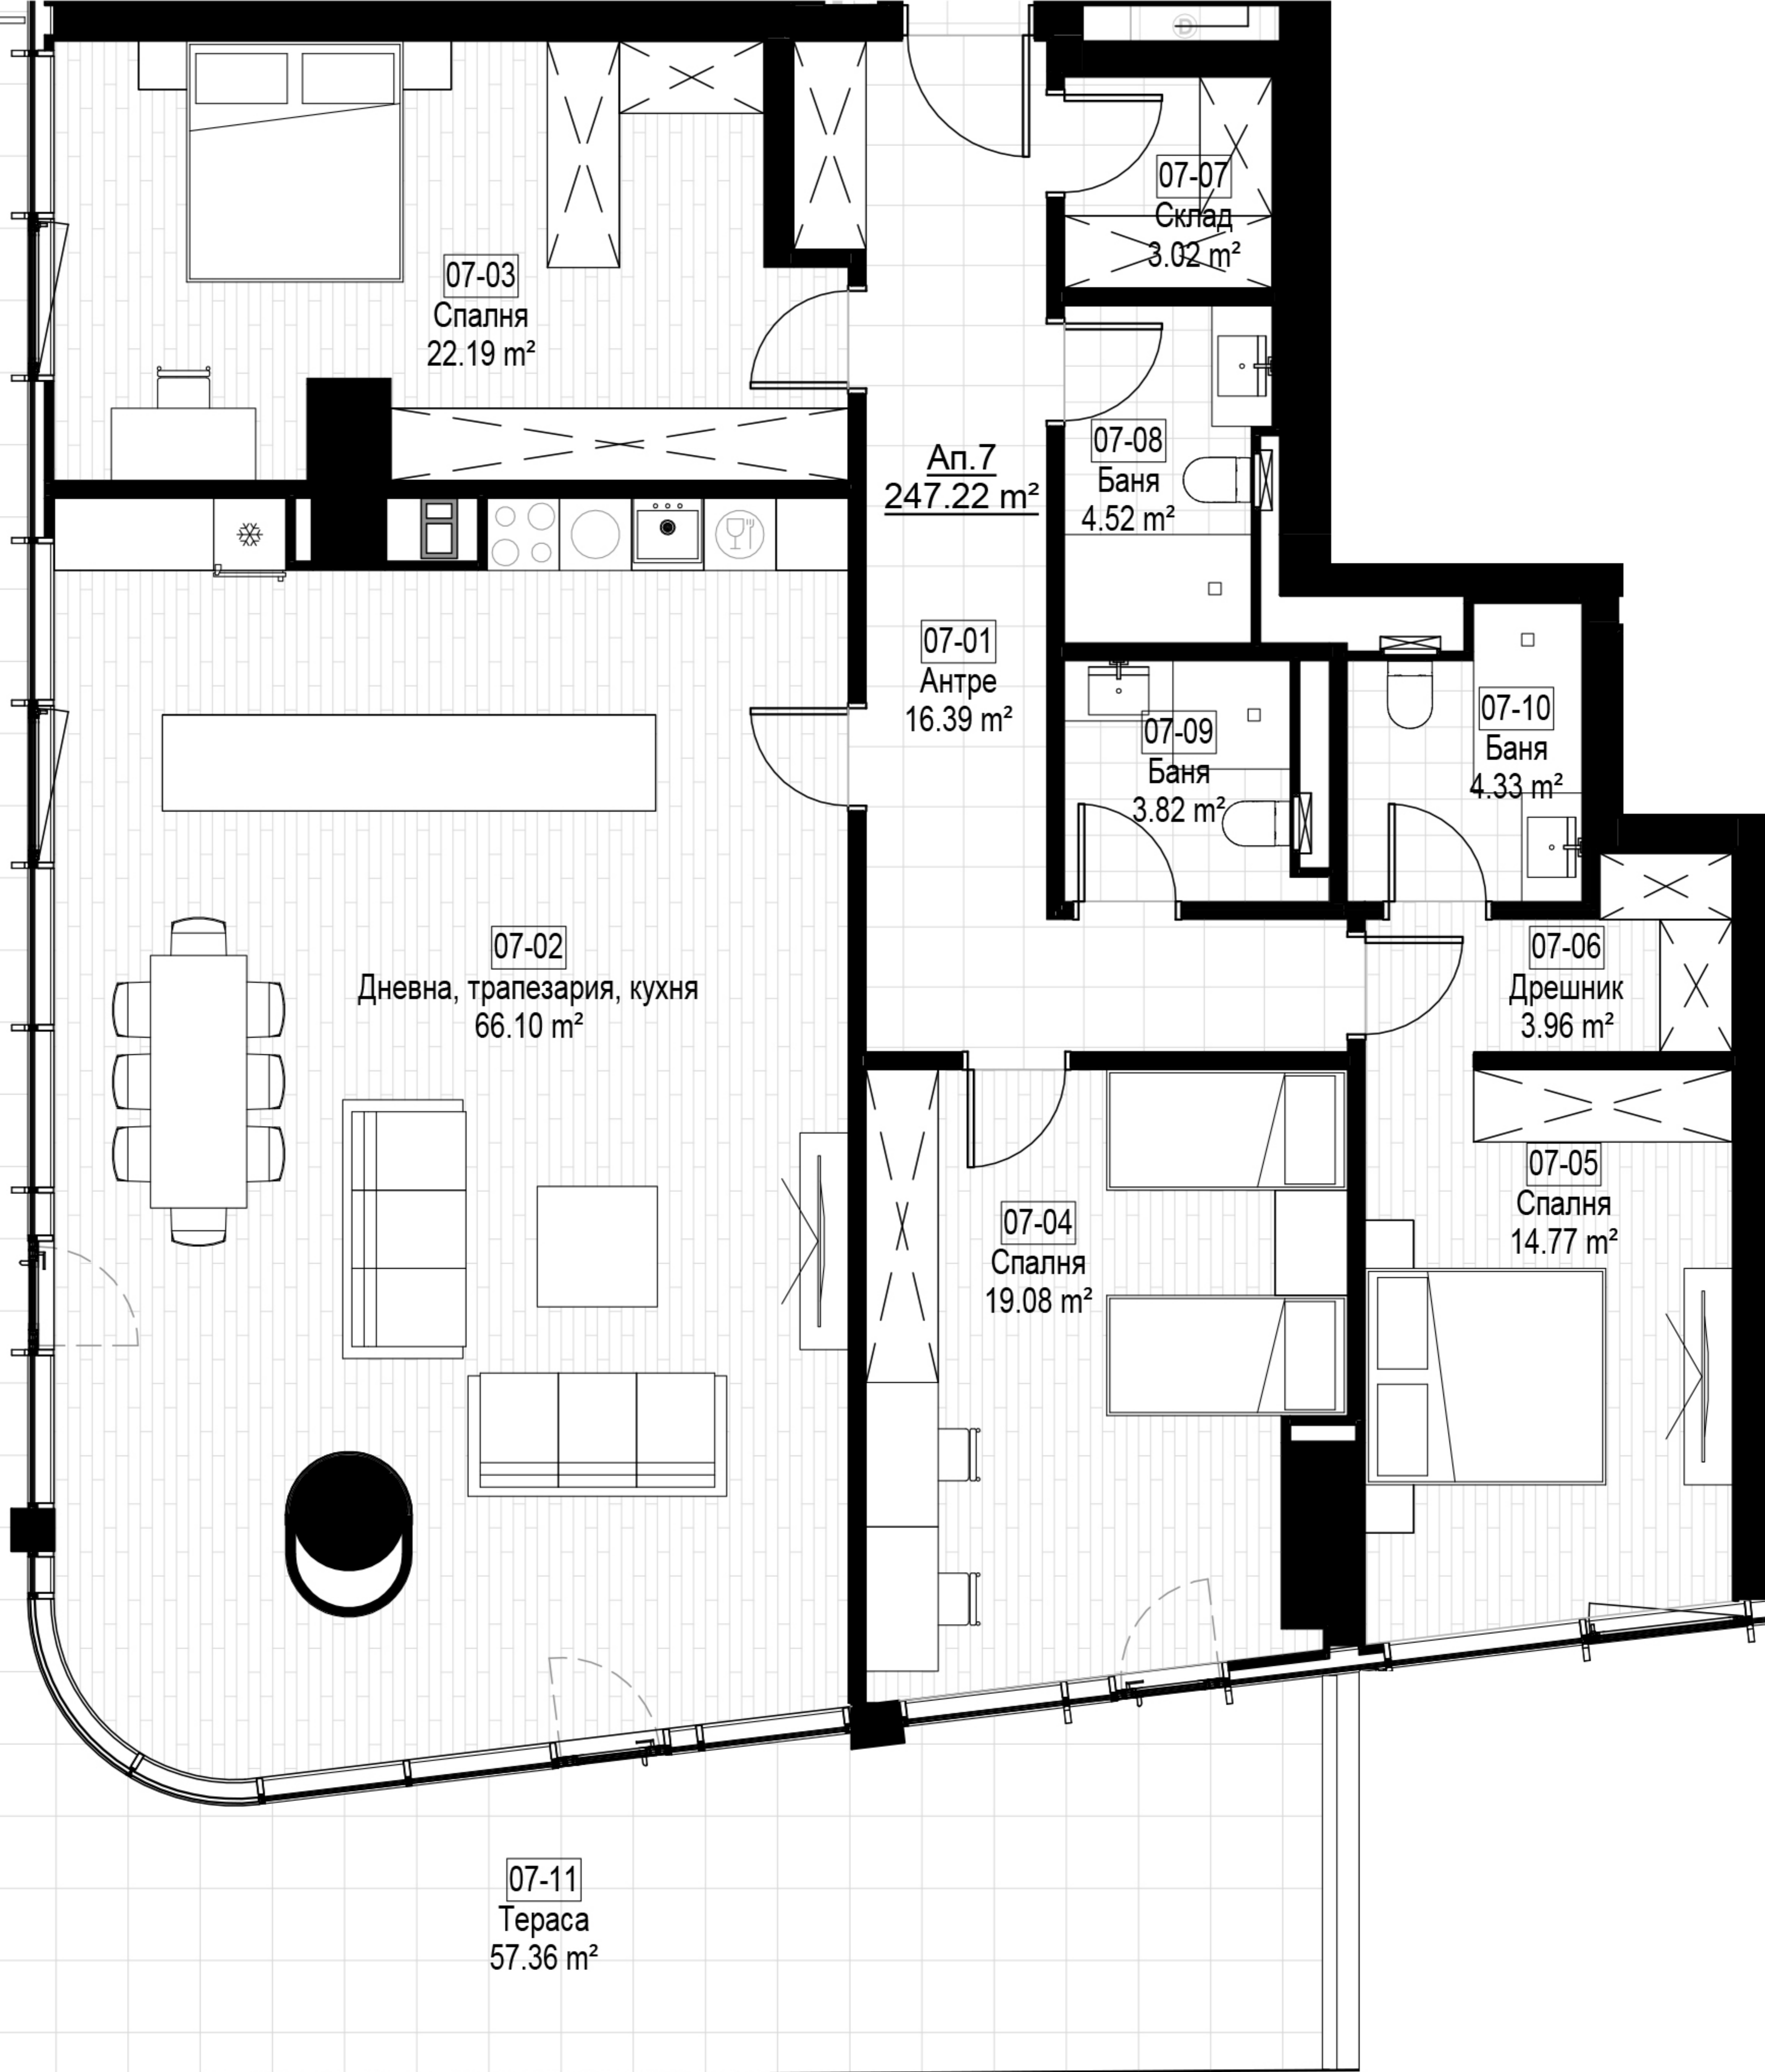 D
07-07
Склад
3.02 m²
07-03
Спалня
22.19 m²
07-08
Баня
4.52 m²
Ап.7
247.22 m²
07-01
Антре
16.39 m²
07-09
Баня
3.82 m²
07-10
Баня
4.33 m²
07-02
Дневна, трапезария, кухня
66.10 m²
07-06
Дрешник
3.96 m²
07-05
Спалня
14.77 m²
07-04
Спалня
19.08 m²
07-11
Тераса
57.36 m²